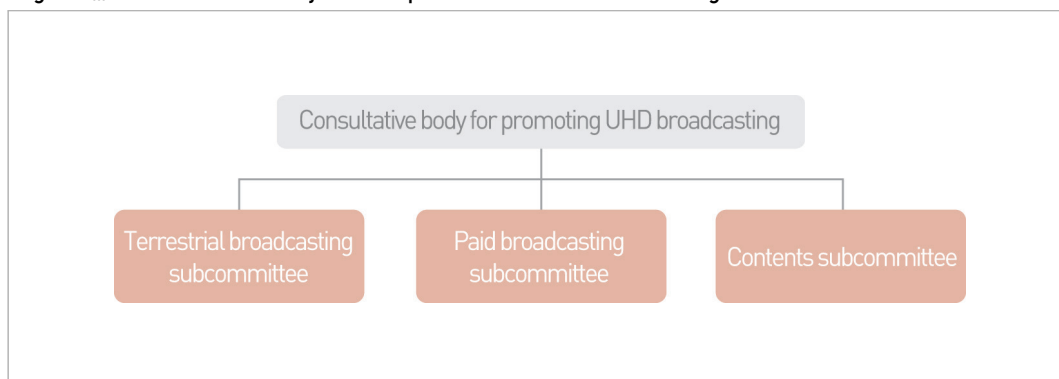 Consultative body for promoting UHD broadcasting
Terrestrial broadcasting
subcommittee
Paid broadcasting
subcommittee
Contents subcommittee